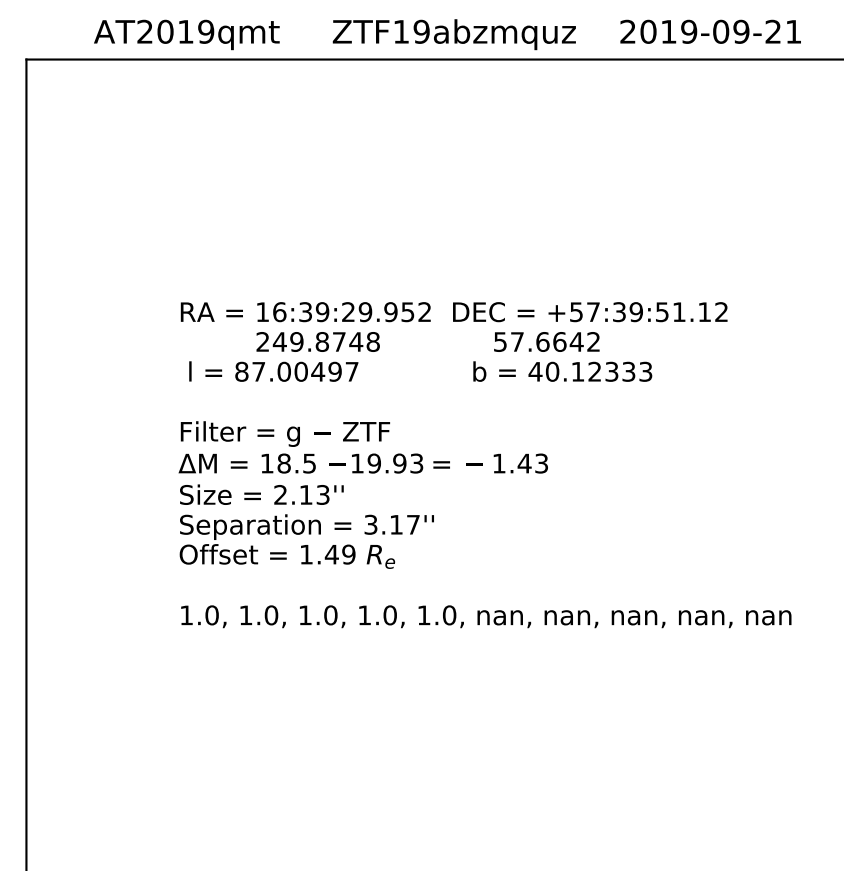 AT2019qmt ZTF19abzmquz 2019-09-21
RA = 16:39:29.952 DEC = +57:39:51.12
249.8748 57.6642
l = 87.00497 b = 40.12333
Filter = g − ZTF
ΔM = 18.5 −19.93 = − 1.43
Size = 2.13''
Separation = 3.17''
Offset = 1.49 Rₑ
1.0, 1.0, 1.0, 1.0, 1.0, nan, nan, nan, nan, nan